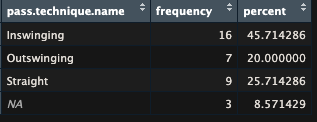 pass.technique.name frequency percent
Inswinging 16 45.714286
Outswinging 7 20.000000
Straight 9 25.714286
NA 3 8.571429